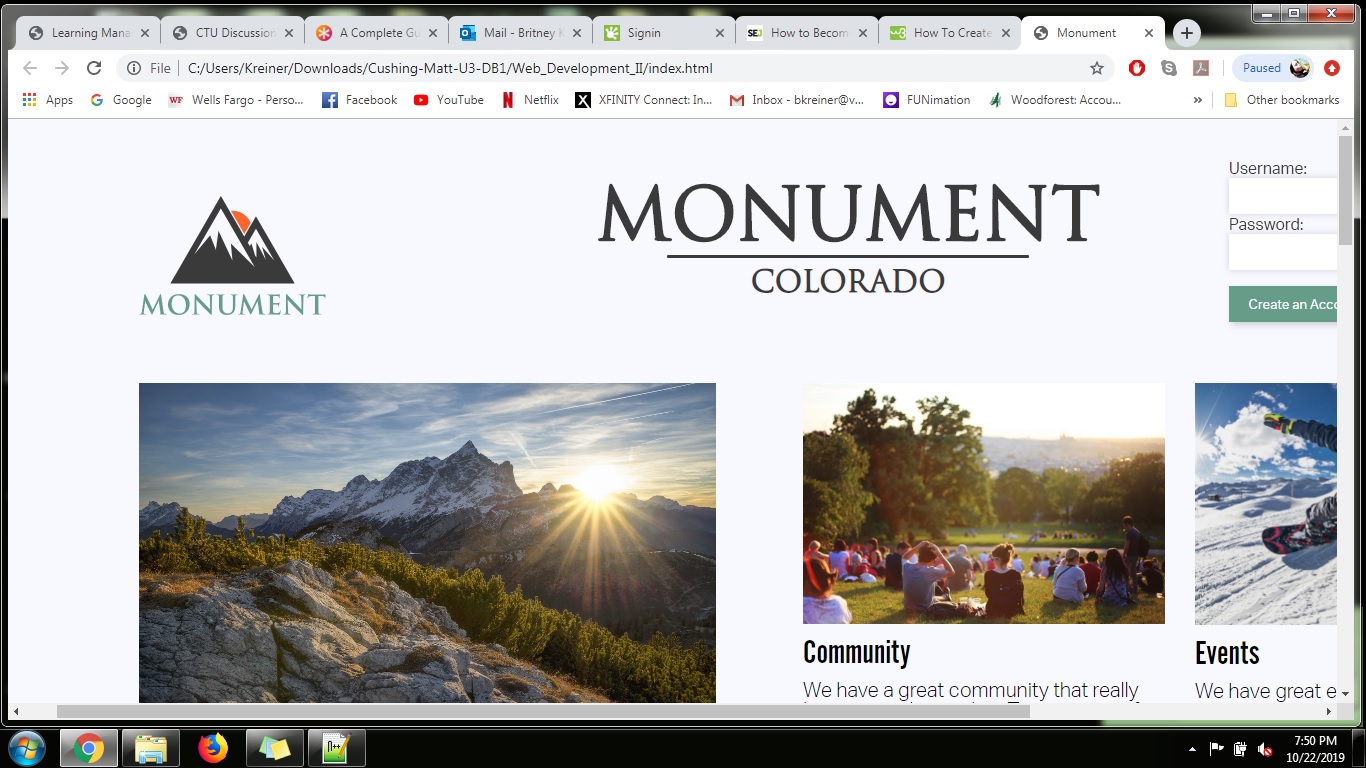 Learning Mana
CTU Discussion
A Complete Gu
Mail - Britney K
Signin
SEJ
How to Becom
w3
How To Create
Monument
File
C:/Users/Kreiner/Downloads/Cushing-Matt-U3-DB1/Web_Development_II/index.html
Paused
Apps
Google
WF
Wells Fargo - Perso...
Facebook
YouTube
Netflix
XFINITY Connect: In...
Inbox - bkreiner@v...
FUNimation
Woodforest: Accou...
»
Other bookmarks
MONUMENT
MONUMENT
COLORADO
Username:
Password:
Create an Acco
Community
We have a great community that really
Events
We have great e
7:50 PM
10/22/2019